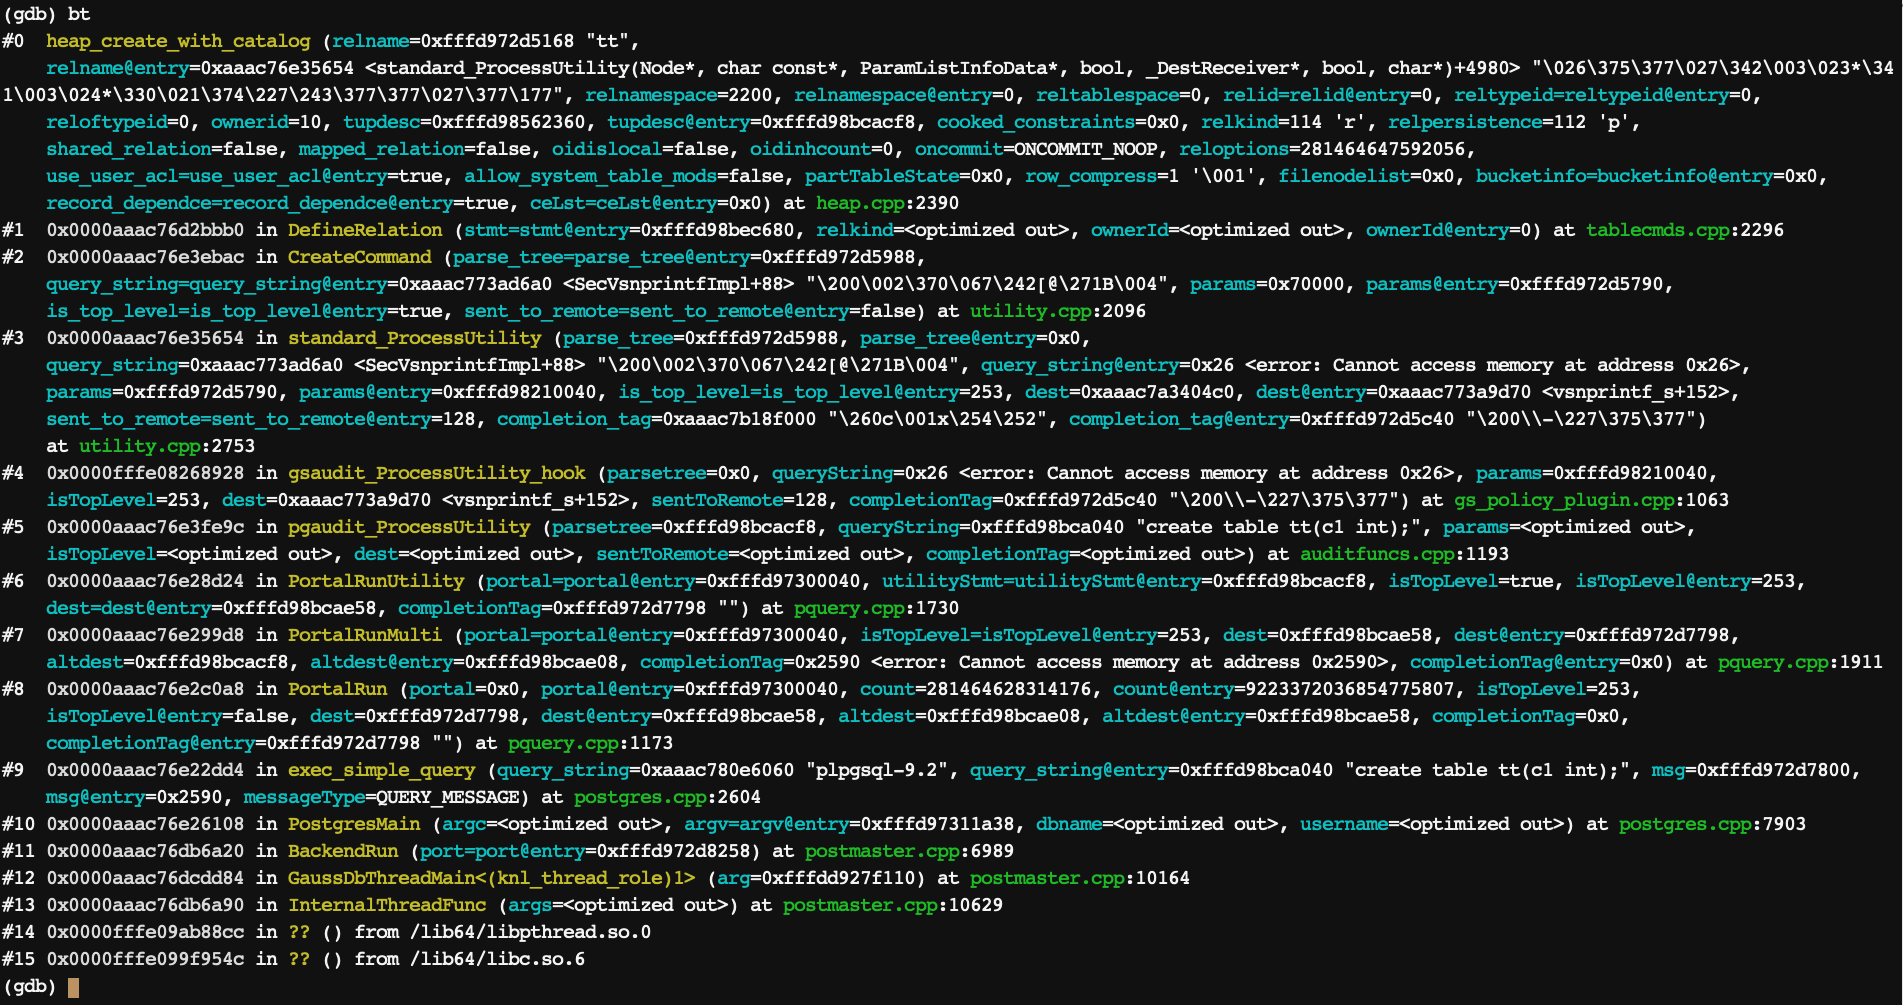 (gdb) bt
#0  heap_create_with_catalog (relname=0xfffd972d5168 "tt",
    relname@entry=0xaaac76e35654 <standard_ProcessUtility(Node*, char const*, ParamListInfoData*, bool, _DestReceiver*, bool, char*)+4980> "\026\375\377\027\342\003\023*\34
1\003\024*\330\021\374\227\243\377\377\027\377\177", relnamespace=2200, relnamespace@entry=0, reltablespace=0, relid=relid@entry=0, reltypeid=reltypeid@entry=0,
    reloftypeid=0, ownerid=10, tupdesc=0xfffd98562360, tupdesc@entry=0xfffd98bcacf8, cooked_constraints=0x0, relkind=114 'r', relpersistence=112 'p',
    shared_relation=false, mapped_relation=false, oidislocal=false, oidinhcount=0, oncommit=ONCOMMIT_NOOP, reloptions=281464647592056,
    use_user_acl=use_user_acl@entry=true, allow_system_table_mods=false, partTableState=0x0, row_compress=1 '\001', filenodelist=0x0, bucketinfo=bucketinfo@entry=0x0,
    record_dependce=record_dependce@entry=true, ceLst=ceLst@entry=0x0) at heap.cpp:2390
#1  0x0000aaac76d2bbb0 in DefineRelation (stmt=stmt@entry=0xfffd98bec680, relkind=<optimized out>, ownerId=<optimized out>, ownerId@entry=0) at tablecmds.cpp:2296
#2  0x0000aaac76e3ebac in CreateCommand (parse_tree=parse_tree@entry=0xfffd972d5988,
    query_string=query_string@entry=0xaaac773ad6a0 <SecVsnprintfImpl+88> "\200\002\370\067\242[@\271B\004", params=0x70000, params@entry=0xfffd972d5790,
    is_top_level=is_top_level@entry=true, sent_to_remote=sent_to_remote@entry=false) at utility.cpp:2096
#3  0x0000aaac76e35654 in standard_ProcessUtility (parse_tree=0xfffd972d5988, parse_tree@entry=0x0,
    query_string=0xaaac773ad6a0 <SecVsnprintfImpl+88> "\200\002\370\067\242[@\271B\004", query_string@entry=0x26 <error: Cannot access memory at address 0x26>,
    params=0xfffd972d5790, params@entry=0xfffd98210040, is_top_level=is_top_level@entry=253, dest=0xaaac7a3404c0, dest@entry=0xaaac773a9d70 <vsnprintf_s+152>,
    sent_to_remote=sent_to_remote@entry=128, completion_tag=0xaaac7b18f000 "\260c\001x\254\252", completion_tag@entry=0xfffd972d5c40 "\200\\-\227\375\377")
    at utility.cpp:2753
#4  0x0000fffe08268928 in gsaudit_ProcessUtility_hook (parsetree=0x0, queryString=0x26 <error: Cannot access memory at address 0x26>, params=0xfffd98210040,
    isTopLevel=253, dest=0xaaac773a9d70 <vsnprintf_s+152>, sentToRemote=128, completionTag=0xfffd972d5c40 "\200\\-\227\375\377") at gs_policy_plugin.cpp:1063
#5  0x0000aaac76e3fe9c in pgaudit_ProcessUtility (parsetree=0xfffd98bcacf8, queryString=0xfffd98bca040 "create table tt(c1 int);", params=<optimized out>,
    isTopLevel=<optimized out>, dest=<optimized out>, sentToRemote=<optimized out>, completionTag=<optimized out>) at auditfuncs.cpp:1193
#6  0x0000aaac76e28d24 in PortalRunUtility (portal=portal@entry=0xfffd97300040, utilityStmt=utilityStmt@entry=0xfffd98bcacf8, isTopLevel=true, isTopLevel@entry=253,
    dest=dest@entry=0xfffd98bcae58, completionTag=0xfffd972d7798 "") at pquery.cpp:1730
#7  0x0000aaac76e299d8 in PortalRunMulti (portal=portal@entry=0xfffd97300040, isTopLevel=isTopLevel@entry=253, dest=0xfffd98bcae58, dest@entry=0xfffd972d7798,
    altdest=0xfffd98bcacf8, altdest@entry=0xfffd98bcae08, completionTag=0x2590 <error: Cannot access memory at address 0x2590>, completionTag@entry=0x0) at pquery.cpp:1911
#8  0x0000aaac76e2c0a8 in PortalRun (portal=0x0, portal@entry=0xfffd97300040, count=281464628314176, count@entry=9223372036854775807, isTopLevel=253,
    isTopLevel@entry=false, dest=0xfffd972d7798, dest@entry=0xfffd98bcae58, altdest=0xfffd98bcae08, altdest@entry=0xfffd98bcae58, completionTag=0x0,
    completionTag@entry=0xfffd972d7798 "") at pquery.cpp:1173
#9  0x0000aaac76e22dd4 in exec_simple_query (query_string=0xaaac780e6060 "plpgsql-9.2", query_string@entry=0xfffd98bca040 "create table tt(c1 int);", msg=0xfffd972d7800,
    msg@entry=0x2590, messageType=QUERY_MESSAGE) at postgres.cpp:2604
#10 0x0000aaac76e26108 in PostgresMain (argc=<optimized out>, argv=argv@entry=0xfffd97311a38, dbname=<optimized out>, username=<optimized out>) at postgres.cpp:7903
#11 0x0000aaac76db6a20 in BackendRun (port=port@entry=0xfffd972d8258) at postmaster.cpp:6989
#12 0x0000aaac76dcdd84 in GaussDbThreadMain<(knl_thread_role)1> (arg=0xfffdd927f110) at postmaster.cpp:10164
#13 0x0000aaac76db6a90 in InternalThreadFunc (args=<optimized out>) at postmaster.cpp:10629
#14 0x0000fffe09ab88cc in ?? () from /lib64/libpthread.so.0
#15 0x0000fffe099f954c in ?? () from /lib64/libc.so.6
(gdb)